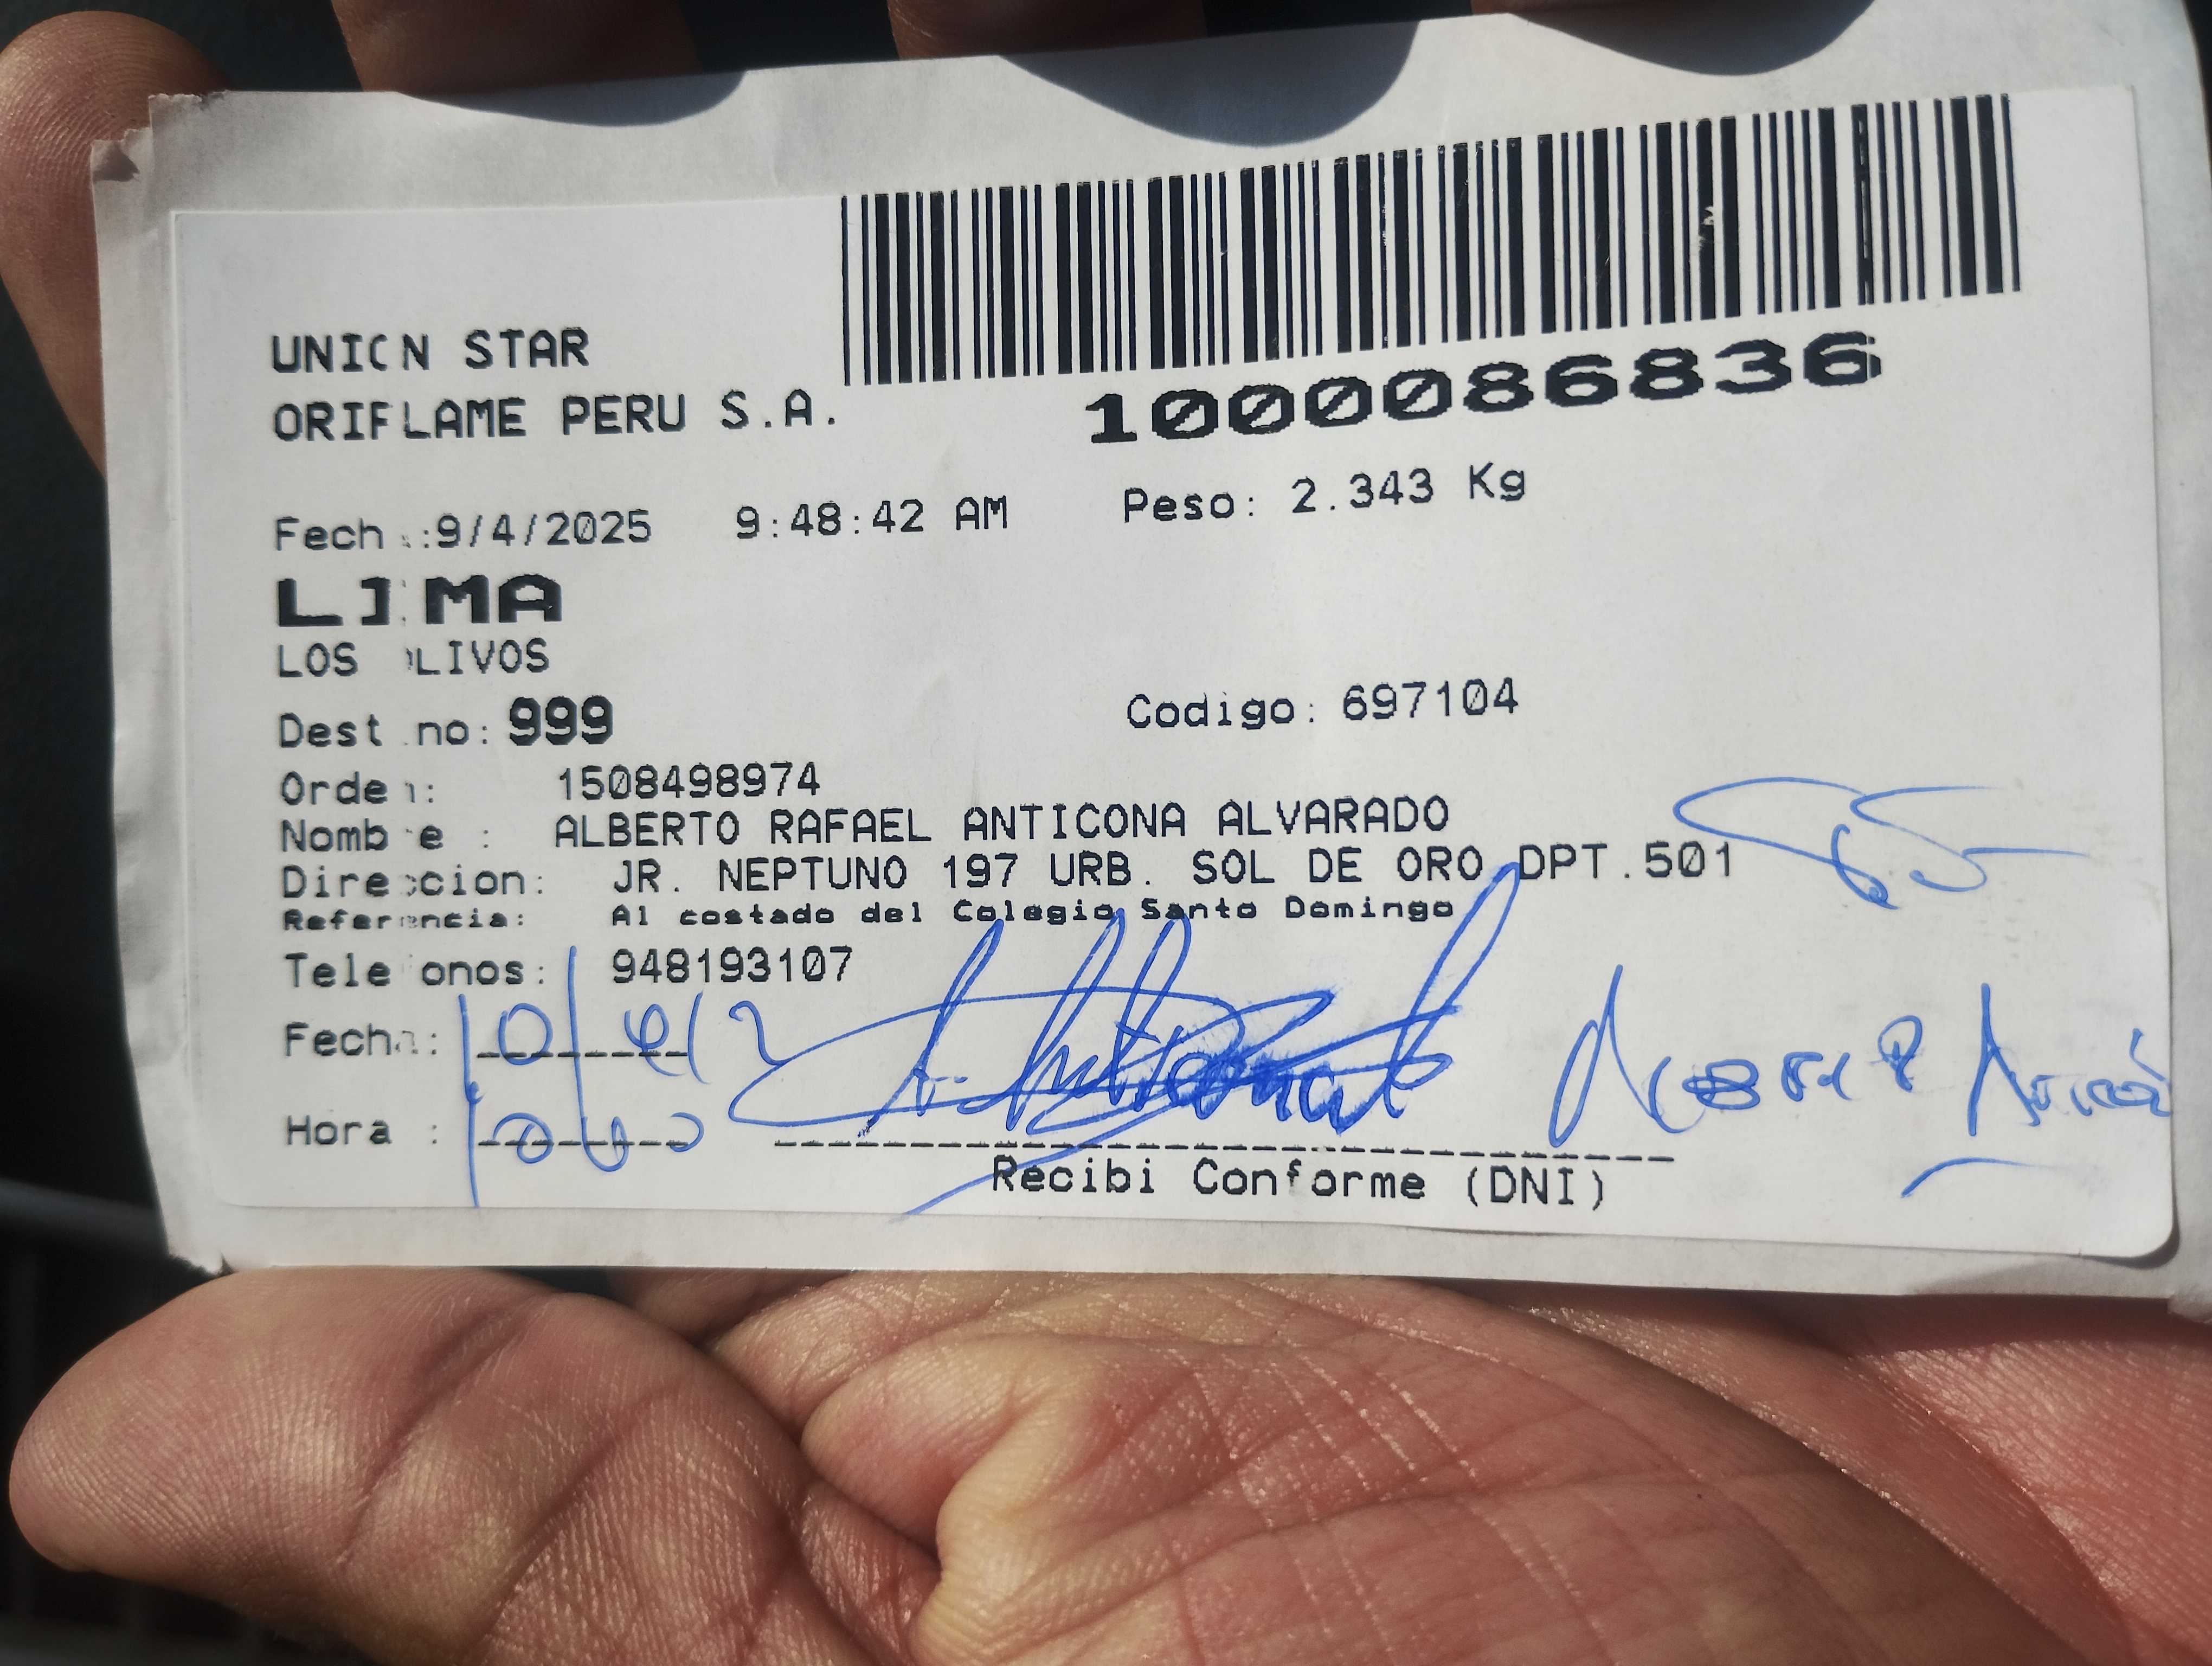 UNION STAR
ORIFLAME PERU S.A.
1000086836
Fech :9/4/2025 9:48:42 AM Peso: 2.343 Kg
LIMA
LOS OLIVOS
Dest no: 999 Codigo: 697104
Orden: 1508498974
Nombre : ALBERTO RAFAEL ANTICONA ALVARADO
Direccion: JR. NEPTUNO 197 URB. SOL DE ORO DPT.501
Referencia: Al costado del Colegio Santo Domingo
Telefonos: 948193107
Fecha:
Hora :
Recibi Conforme (DNI)